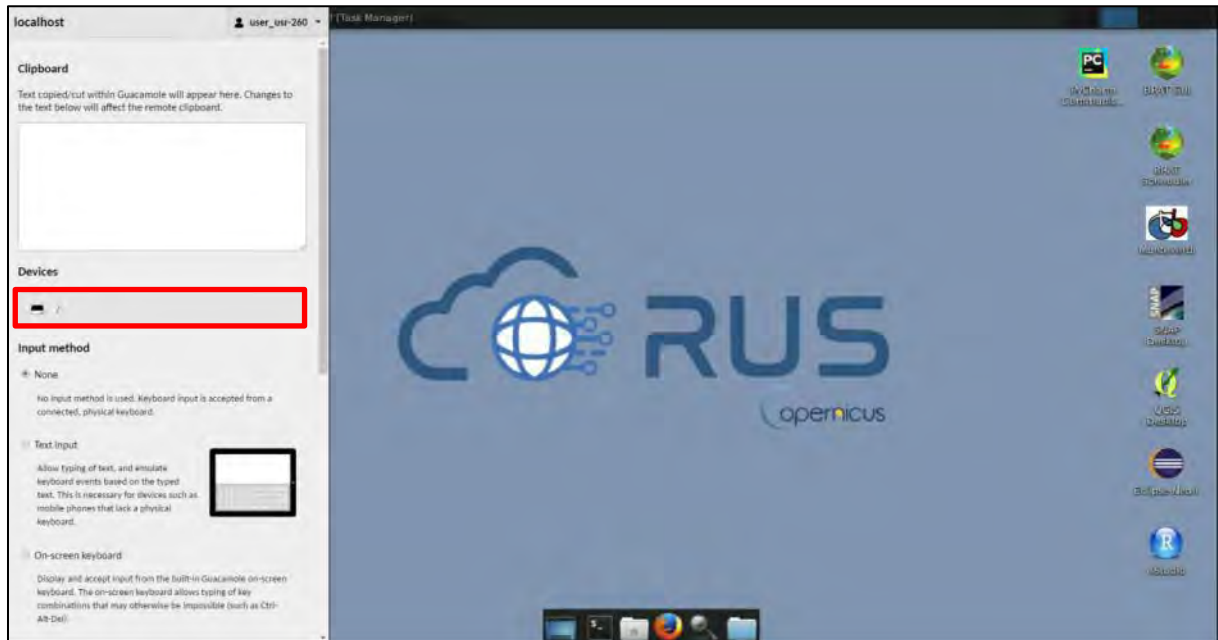 localhost
user_usr-260
(Task Manager)
Clipboard
Text copied/cut within Guacamole will appear here. Changes to
the text below will affect the remote clipboard.
Devices
/
Input method
None
No input method is used. Keyboard input is accepted from a
connected, physical keyboard.
Text input
Allow typing of text, and emulate
keyboard events based on the typed
text. This is necessary for devices such as
mobile phones that lack a physical
keyboard.
On-screen keyboard
Display and accept input from the built-in Guacamole on-screen
keyboard. The on-screen keyboard allows typing of key
combinations that may otherwise be impossible (such as Ctrl-
Alt-Del).
RUS
opernicus
PC
BRAT GUI
BRAT
SNAP
SNAP
Desktop
QGIS
Desktop
R
RStudio